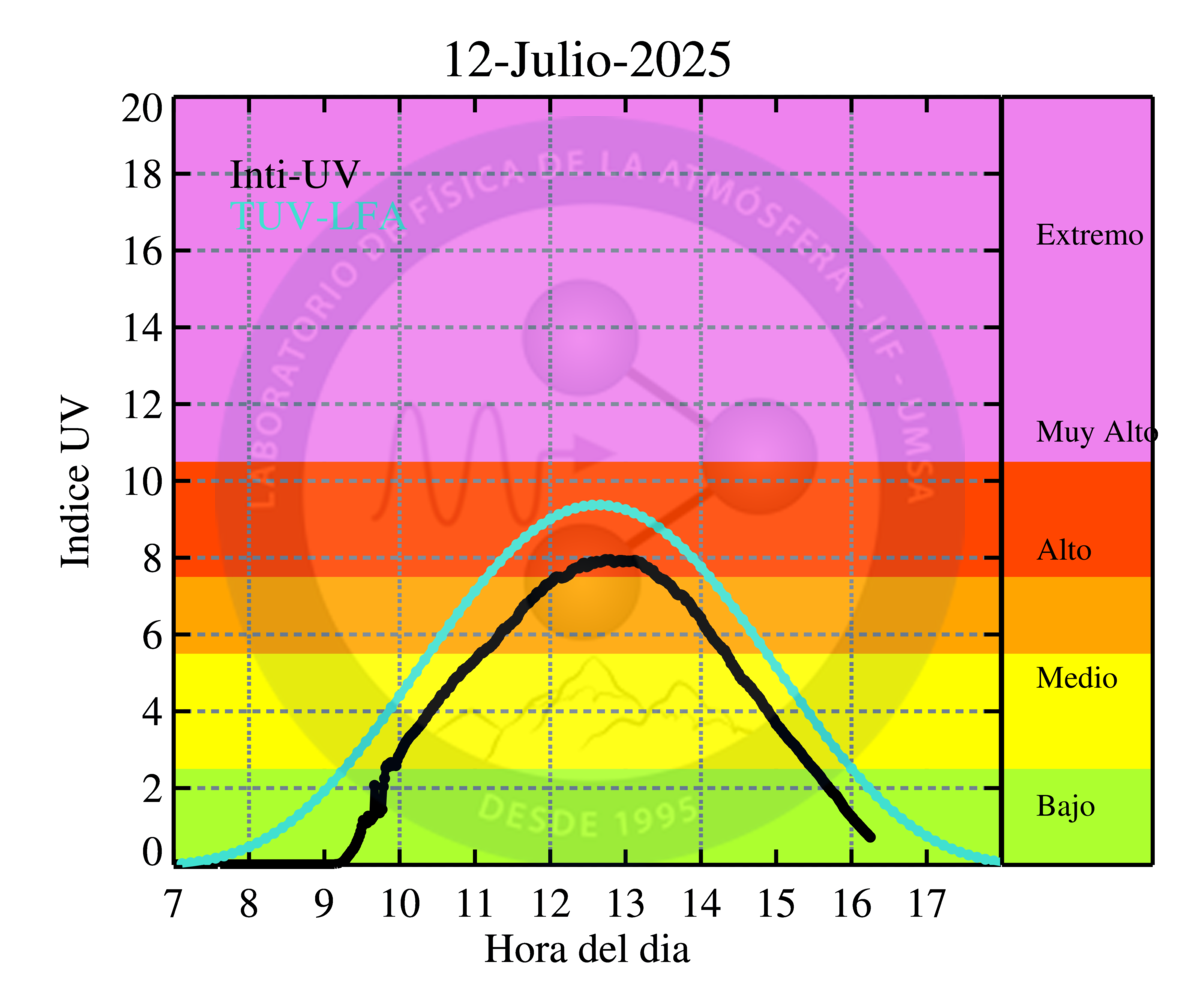 12-Julio-2025
20
18
16
14
12
10
8
6
4
2
0
Indice UV
Inti-UV
TUV-LFA
LABORATORIO DE FÍSICA DE LA ATMÓSFERA - IIF - UMSA
DESDE 1995
Extremo
Muy Alto
Alto
Medio
Bajo
7 8 9 10 11 12 13 14 15 16 17
Hora del dia